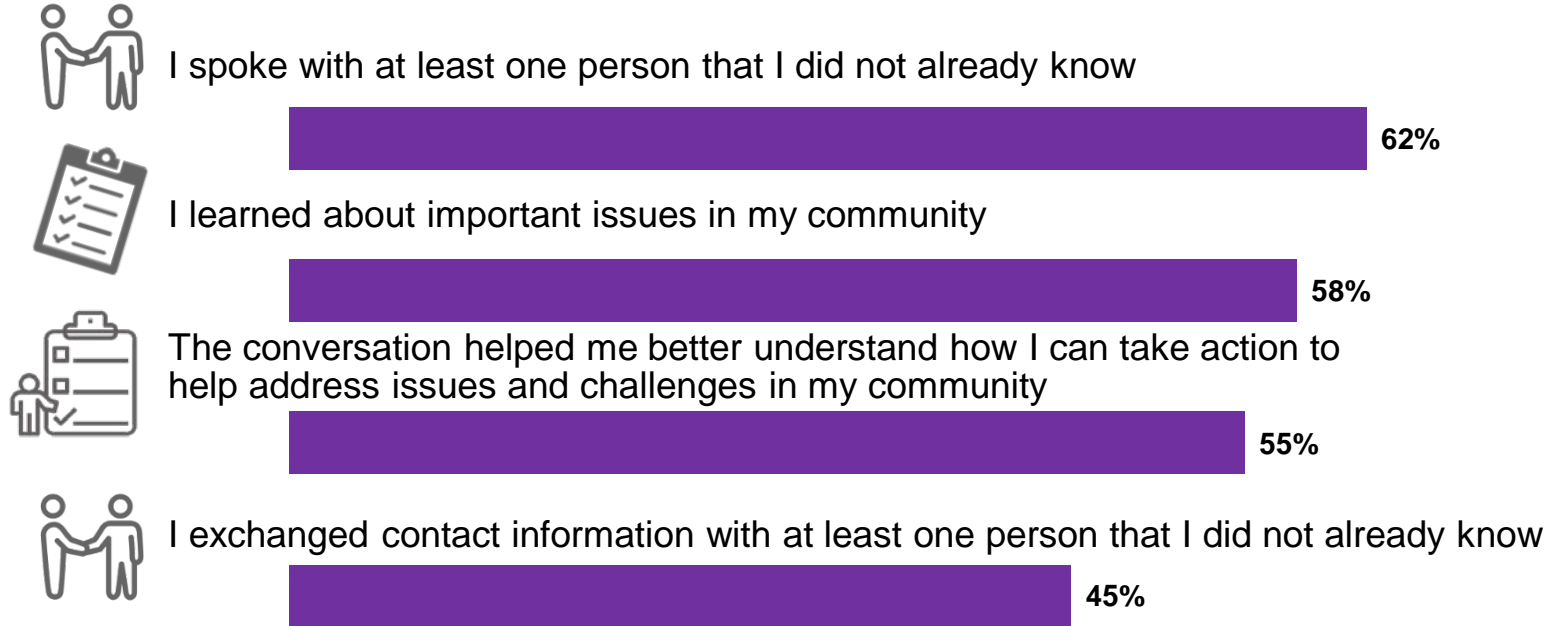 I spoke with at least one person that I did not already know
62%
I learned about important issues in my community
58%
The conversation helped me better understand how I can take action to
help address issues and challenges in my community
55%
I exchanged contact information with at least one person that I did not already know
45%